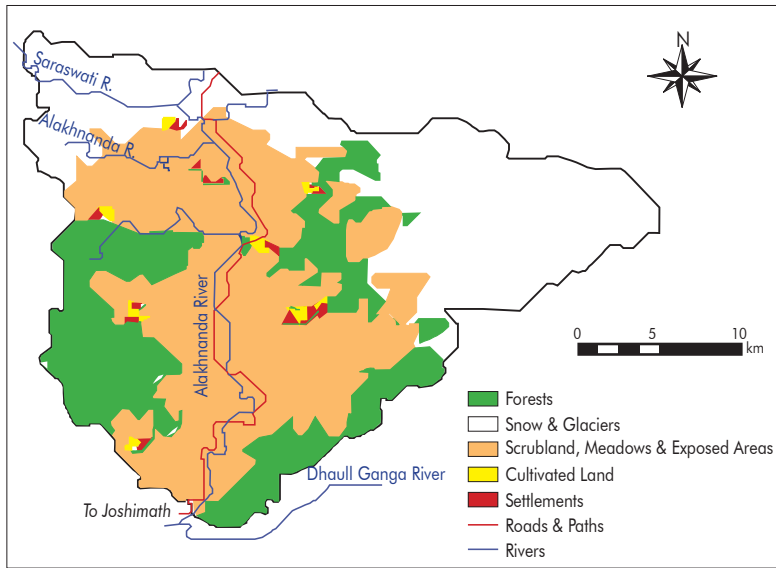 N
Saraswati R.
Alakhnanda R.
Alakhnanda River
0 5 10
km
Forests
Snow & Glaciers
Scrubland, Meadows & Exposed Areas
Cultivated Land
Settlements
Roads & Paths
Rivers
Dhaull Ganga River
To Joshimath